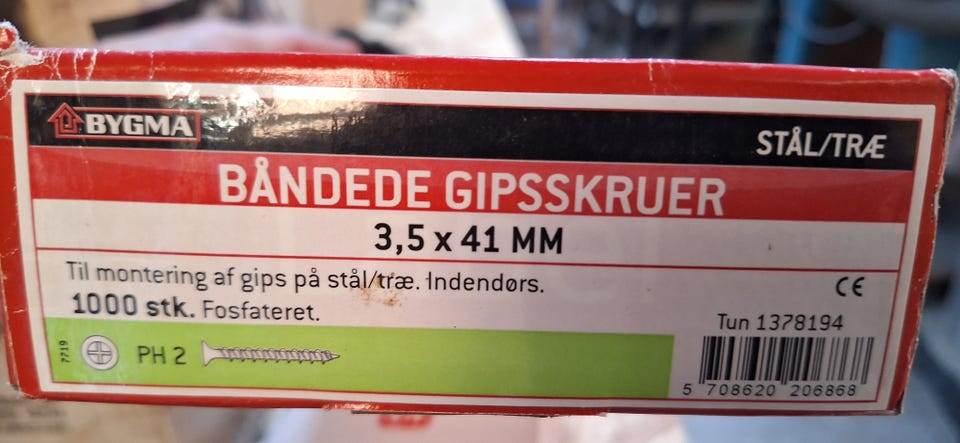 BYGMA
STÅL/TRÆ
BÅNDEDE GIPSSKRUER
3,5 x 41 MM
Til montering af gips på stål/træ. Indendørs.
CE
1000 stk. Fosfateret.
Tun 1378194
7719
PH 2
5 708620 206868